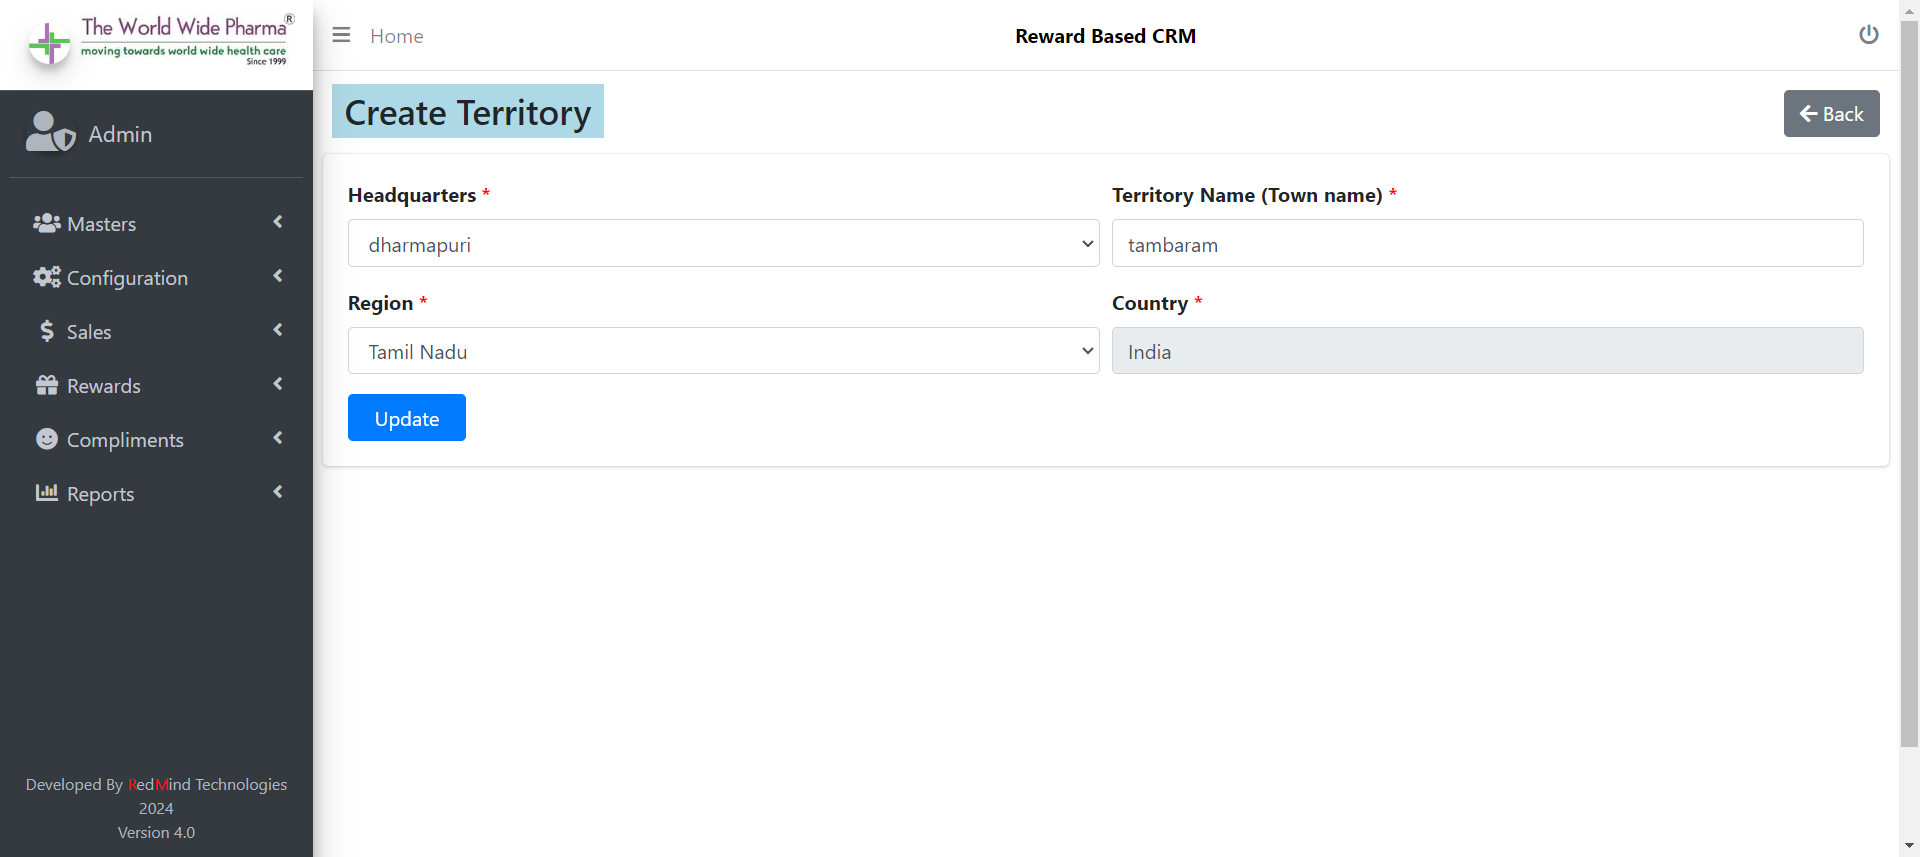 The World Wide Pharma®
moving towards world wide health care
Since 1999
Admin
Masters
Configuration
Sales
Rewards
Compliments
Reports
Developed By RedMind Technologies
2024
Version 4.0
Home
Reward Based CRM
Create Territory
Back
Headquarters *
dharmapuri
Territory Name (Town name) *
tambaram
Region *
Tamil Nadu
Country *
India
Update